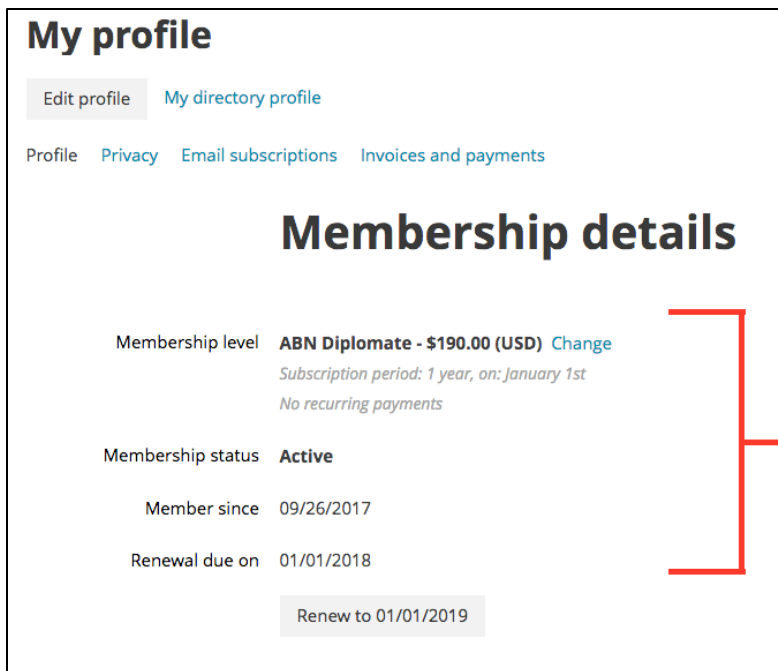 My profile
Edit profile My directory profile
Profile Privacy Email subscriptions Invoices and payments
Membership details
Membership level ABN Diplomate - $190.00 (USD) Change
Subscription period: 1 year, on: January 1st
No recurring payments
Membership status Active
Member since 09/26/2017
Renewal due on 01/01/2018
Renew to 01/01/2019